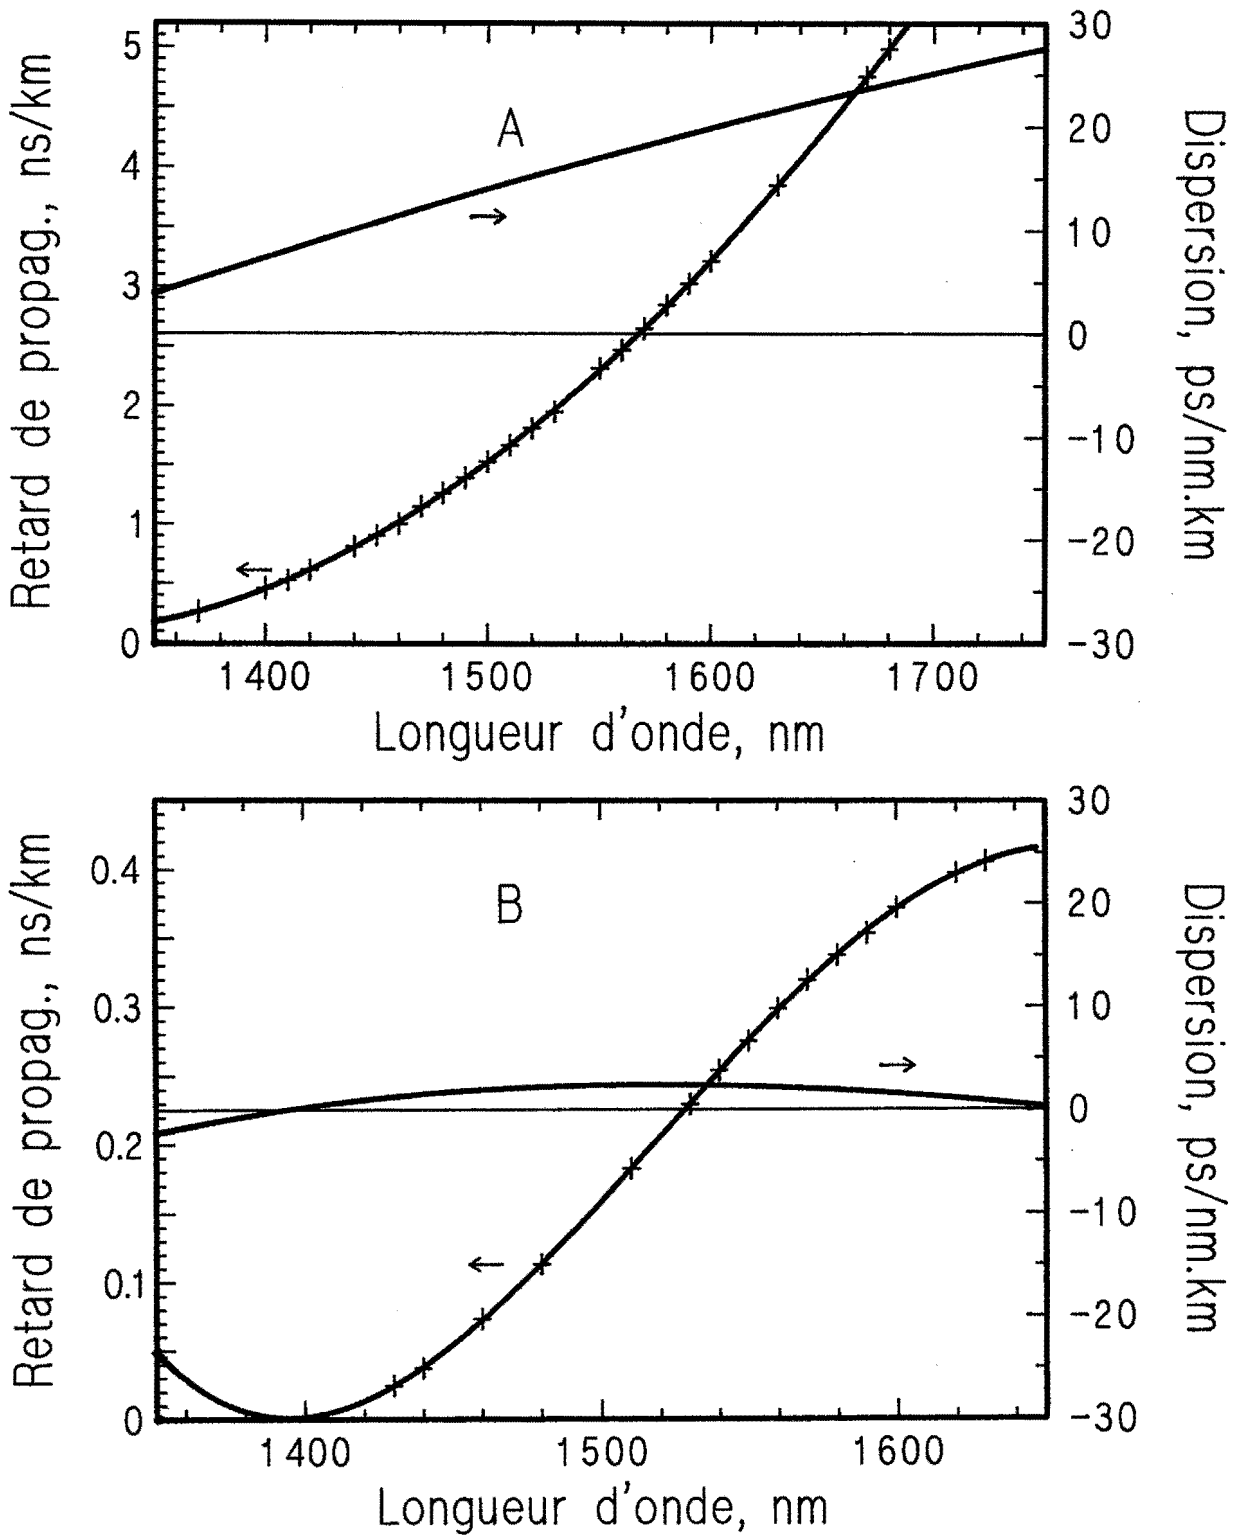 Retard de propag., ns/km
5
4
3
2
1
0
A
30
20
10
0
-10
-20
-30
Dispersion, ps/nm.km
1400 1500 1600 1700
Longueur d'onde, nm
Retard de propag., ns/km
0.4
0.3
0.2
0.1
0
B
30
20
10
0
-10
-20
-30
Dispersion, ps/nm.km
1400 1500 1600
Longueur d'onde, nm